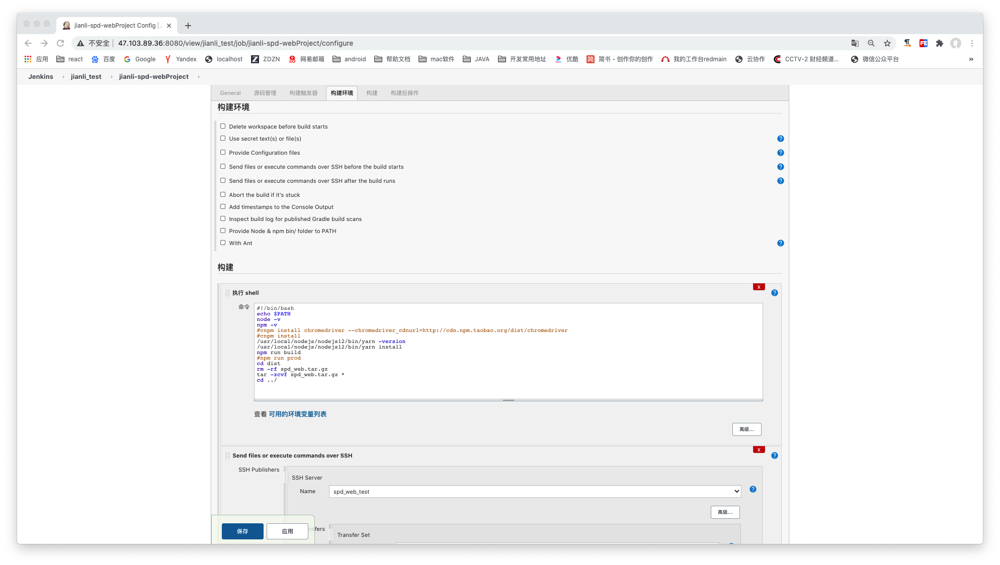 jianli-spd-webProject Config [
不安全 47.103.89.36:8080/view/jianli_test/job/jianli-spd-webProject/configure
应用 react 百度 Google Yandex localhost ZDZN 网易邮箱 android 帮助文档 mac软件 JAVA 开发常用地址 优酷 简书 - 创作你的创作 我的工作台redmain 云协作 CCTV-2 财经频道... 微信公众平台 »
Jenkins jianli_test jianli-spd-webProject
General 源码管理 构建触发器 构建环境 构建 构建后操作
构建环境
Delete workspace before build starts
Use secret text(s) or file(s)
Provide Configuration files
Send files or execute commands over SSH before the build starts
Send files or execute commands over SSH after the build runs
Abort the build if it's stuck
Add timestamps to the Console Output
Inspect build log for published Gradle build scans
Provide Node & npm bin/ folder to PATH
With Ant
构建
X
执行 shell
命令
#!/bin/bash
echo $PATH
node -v
npm -v
#cnpm install chromedriver --chromedriver_cdnurl=http://cdn.npm.taobao.org/dist/chromedriver
#cnpm install
/usr/local/nodejs/nodejs12/bin/yarn -version
/usr/local/nodejs/nodejs12/bin/yarn install
npm run build
#npm run prod
cd dist
rm -rf spd_web.tar.gz
tar -zcvf spd_web.tar.gz *
cd ../
查看 可用的环境变量列表
高级...
X
Send files or execute commands over SSH
SSH Publishers
SSH Server
Name spd_web_test
高级...
保存 应用 nsfers
Transfer Set